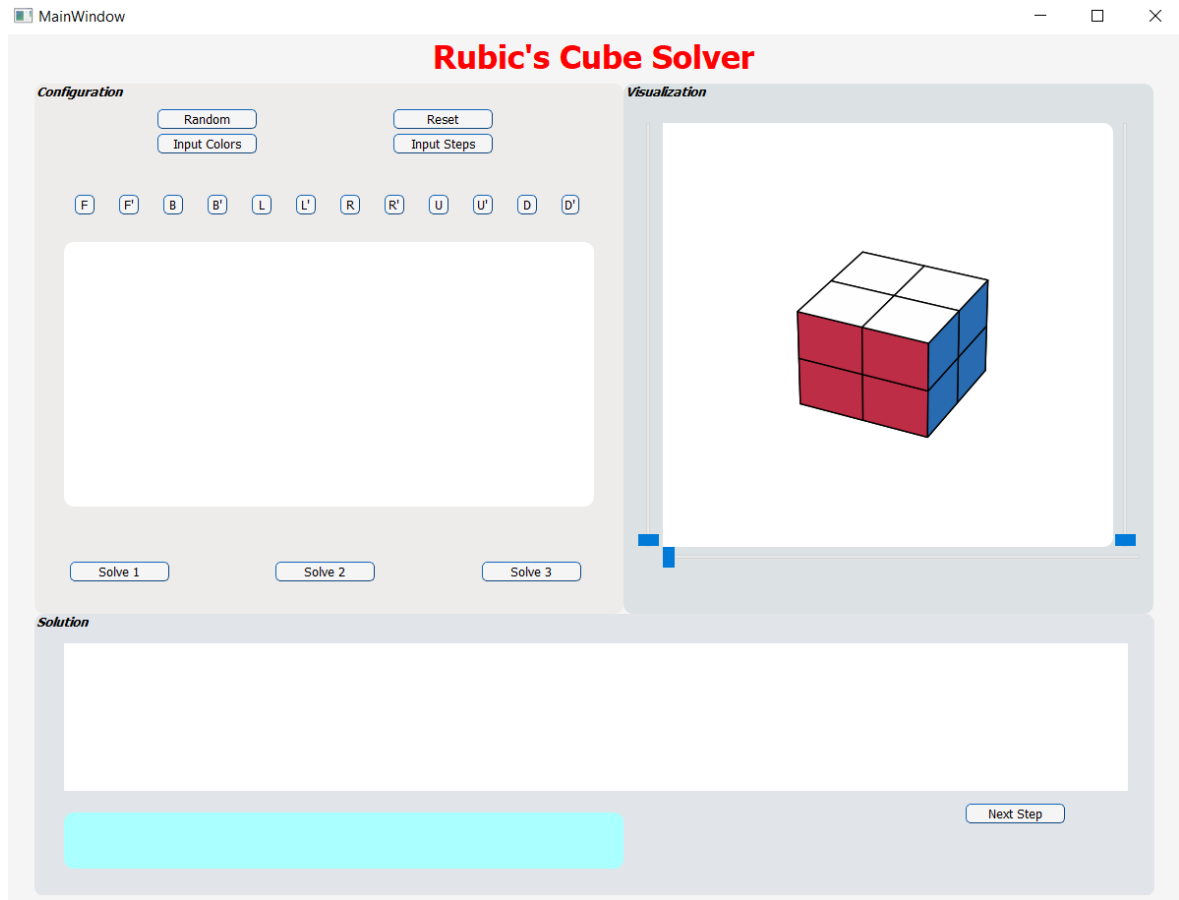 MainWindow
Rubic's Cube Solver
Configuration
Random Reset
Input Colors Input Steps
F F' B B' L L' R R' U U' D D'
Solve 1 Solve 2 Solve 3
Visualization
Solution
Next Step